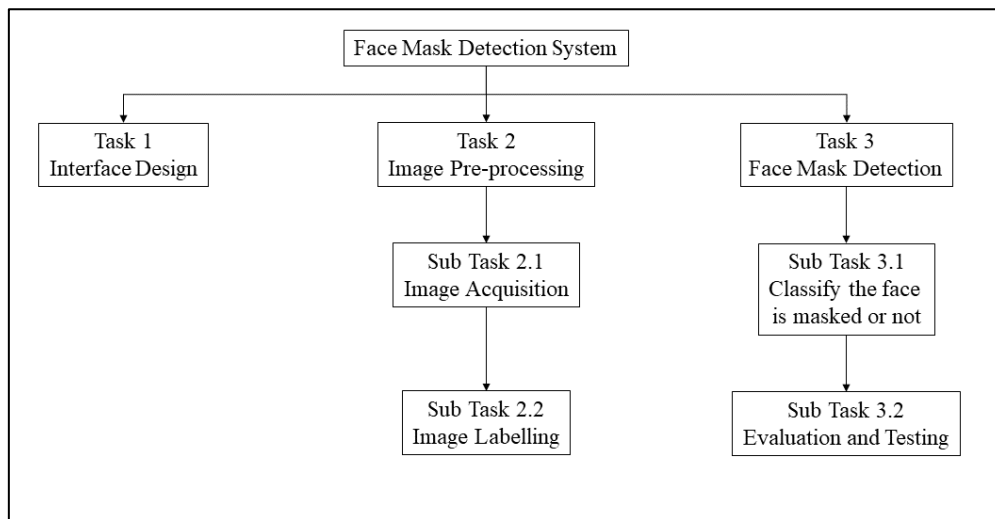 Face Mask Detection System
Task 1
Interface Design
Task 2
Image Pre-processing
Task 3
Face Mask Detection
Sub Task 2.1
Image Acquisition
Sub Task 3.1
Classify the face
is masked or not
Sub Task 2.2
Image Labelling
Sub Task 3.2
Evaluation and Testing